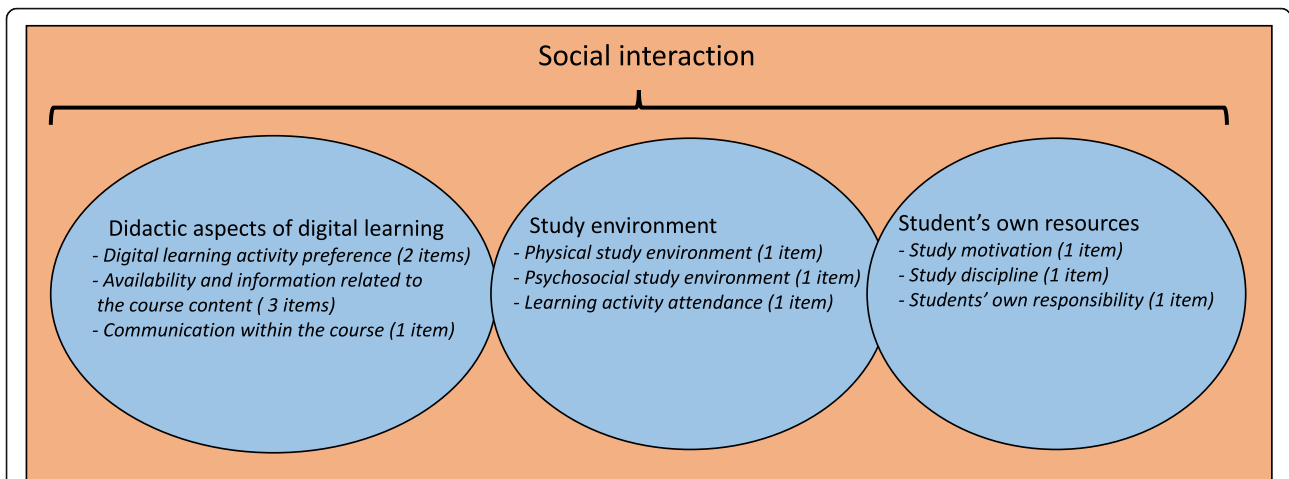 Social interaction
Didactic aspects of digital learning
- Digital learning activity preference (2 items)
- Availability and information related to
the course content ( 3 items)
- Communication within the course (1 item)
Study environment
- Physical study environment (1 item)
- Psychosocial study environment (1 item)
- Learning activity attendance (1 item)
Student’s own resources
- Study motivation (1 item)
- Study discipline (1 item)
- Students’ own responsibility (1 item)